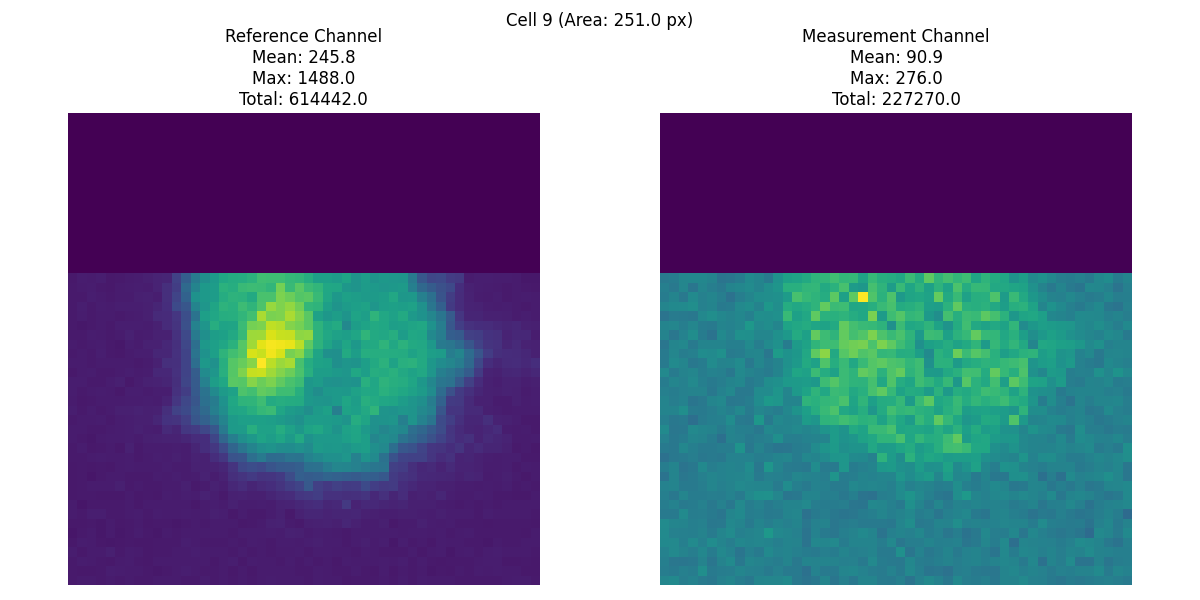 Cell 9 (Area: 251.0 px)
Reference Channel
Mean: 245.8
Max: 1488.0
Total: 614442.0
Measurement Channel
Mean: 90.9
Max: 276.0
Total: 227270.0